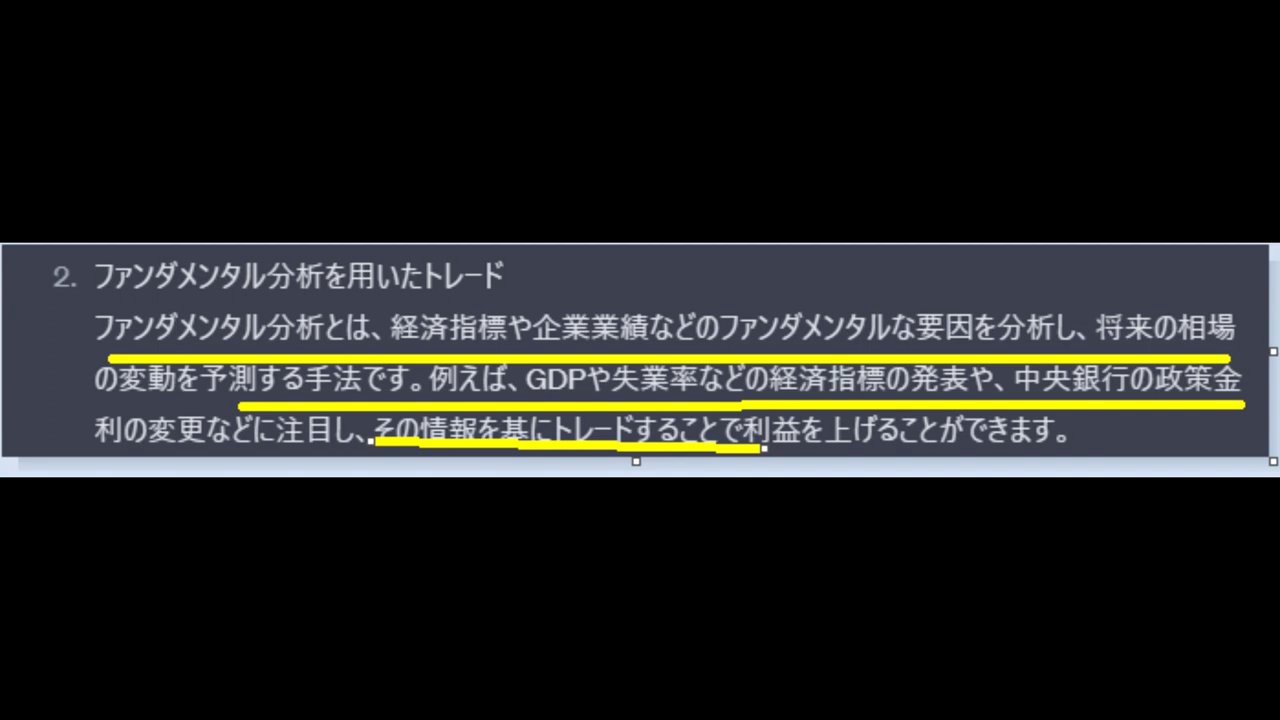 2. ファンダメンタル分析を用いたトレード
ファンダメンタル分析とは、経済指標や企業業績などのファンダメンタルな要因を分析し、将来の相場
の変動を予測する手法です。例えば、GDPや失業率などの経済指標の発表や、中央銀行の政策金
利の変更などに注目し、その情報を基にトレードすることで利益を上げることができます。